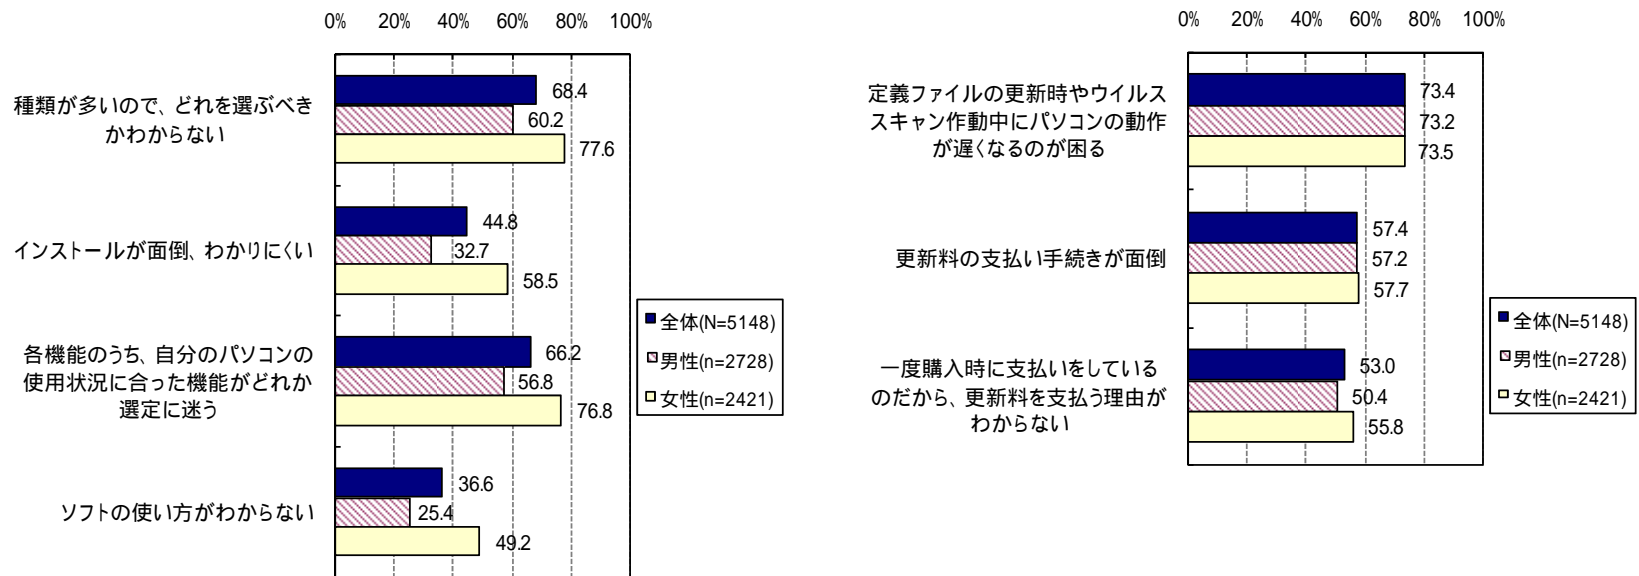 0% 20% 40% 60% 80% 100%
種類が多いので、どれを選ぶべき
かわからない
68.4
60.2
77.6
インストールが面倒、わかりにくい
44.8
32.7
58.5
各機能のうち、自分のパソコンの
使用状況に合った機能がどれか
選定に迷う
66.2
56.8
76.8
ソフトの使い方がわからない
36.6
25.4
49.2
全体(N=5148)
男性(n=2728)
女性(n=2421)
0% 20% 40% 60% 80% 100%
定義ファイルの更新時やウイルス
スキャン作動中にパソコンの動作
が遅くなるのが困る
73.4
73.2
73.5
更新料の支払い手続きが面倒
57.4
57.2
57.7
一度購入時に支払いをしている
のだから、更新料を支払う理由が
わからない
53.0
50.4
55.8
全体(N=5148)
男性(n=2728)
女性(n=2421)